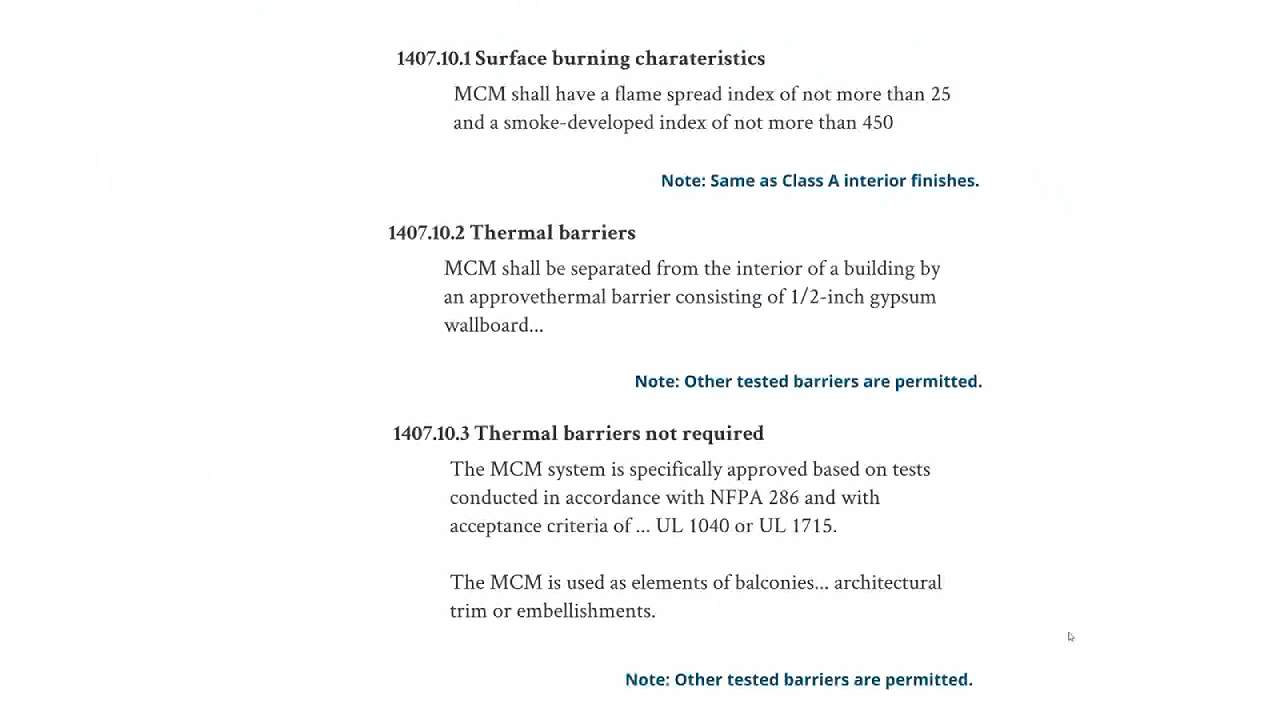 1407.10.1 Surface burning charateristics
MCM shall have a flame spread index of not more than 25
and a smoke-developed index of not more than 450
Note: Same as Class A interior finishes.
1407.10.2 Thermal barriers
MCM shall be separated from the interior of a building by
an approvethermal barrier consisting of 1/2-inch gypsum
wallboard...
Note: Other tested barriers are permitted.
1407.10.3 Thermal barriers not required
The MCM system is specifically approved based on tests
conducted in accordance with NFPA 286 and with
acceptance criteria of ... UL 1040 or UL 1715.
The MCM is used as elements of balconies... architectural
trim or embellishments.
Note: Other tested barriers are permitted.